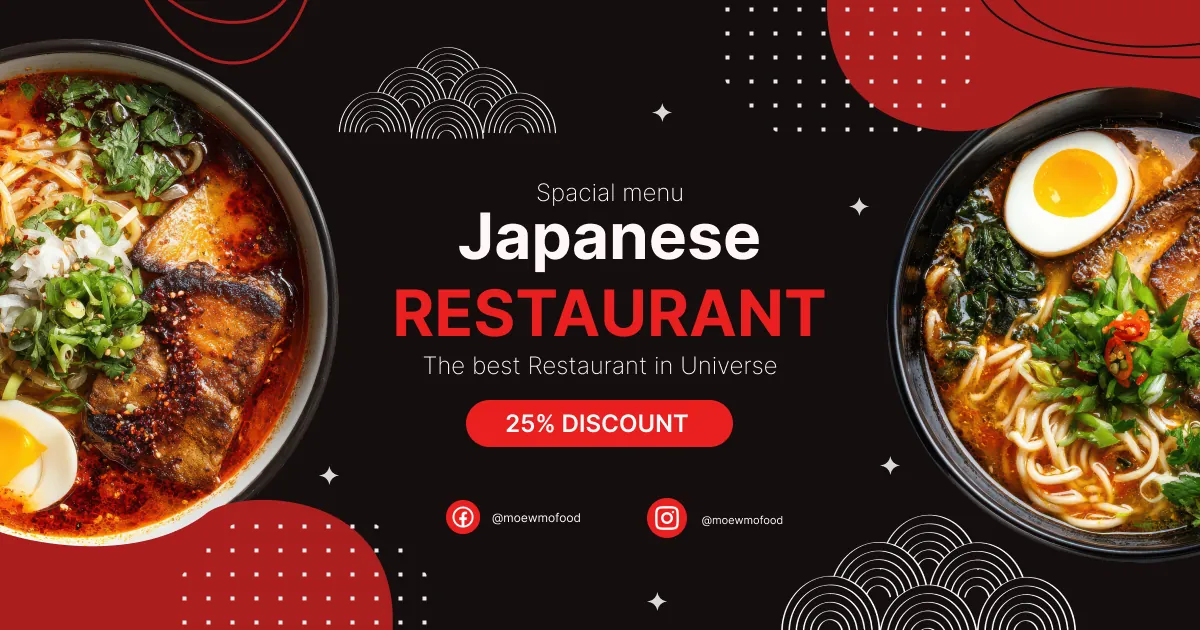 Spacial menu
Japanese
RESTAURANT
The best Restaurant in Universe
25% DISCOUNT
@moewmofood
@moewmofood